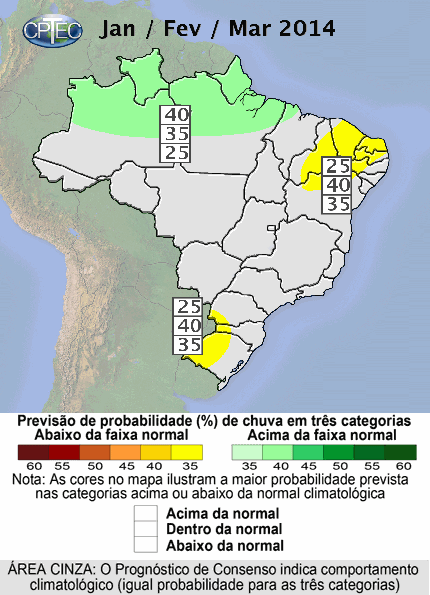 CPTEC
Jan / Fev / Mar 2014
40
35
25
25
40
35
25
40
35
Previsão de probabilidade (%) de chuva em três categorias
Abaixo da faixa normal Acima da faixa normal
60 55 50 45 40 35 35 40 45 50 55 60
Nota: As cores no mapa ilustram a maior probabilidade prevista
nas categorias acima ou abaixo da normal climatológica
Acima da normal
Dentro da normal
Abaixo da normal
ÁREA CINZA: O Prognóstico de Consenso indica comportamento
climatológico (igual probabilidade para as três categorias)